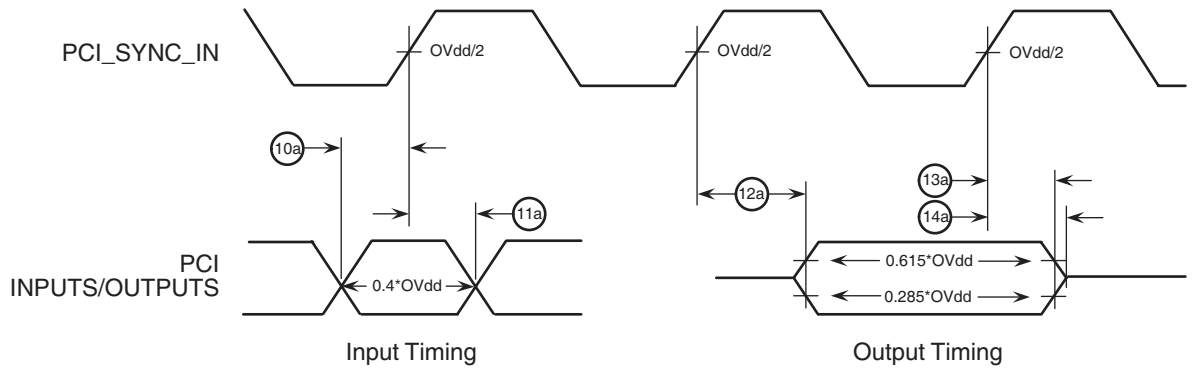 PCI_SYNC_IN
OVdd/2
OVdd/2
OVdd/2
10a
11a
12a
13a
14a
PCI
INPUTS/OUTPUTS
0.4*OVdd
0.615*OVdd
0.285*OVdd
Input Timing
Output Timing